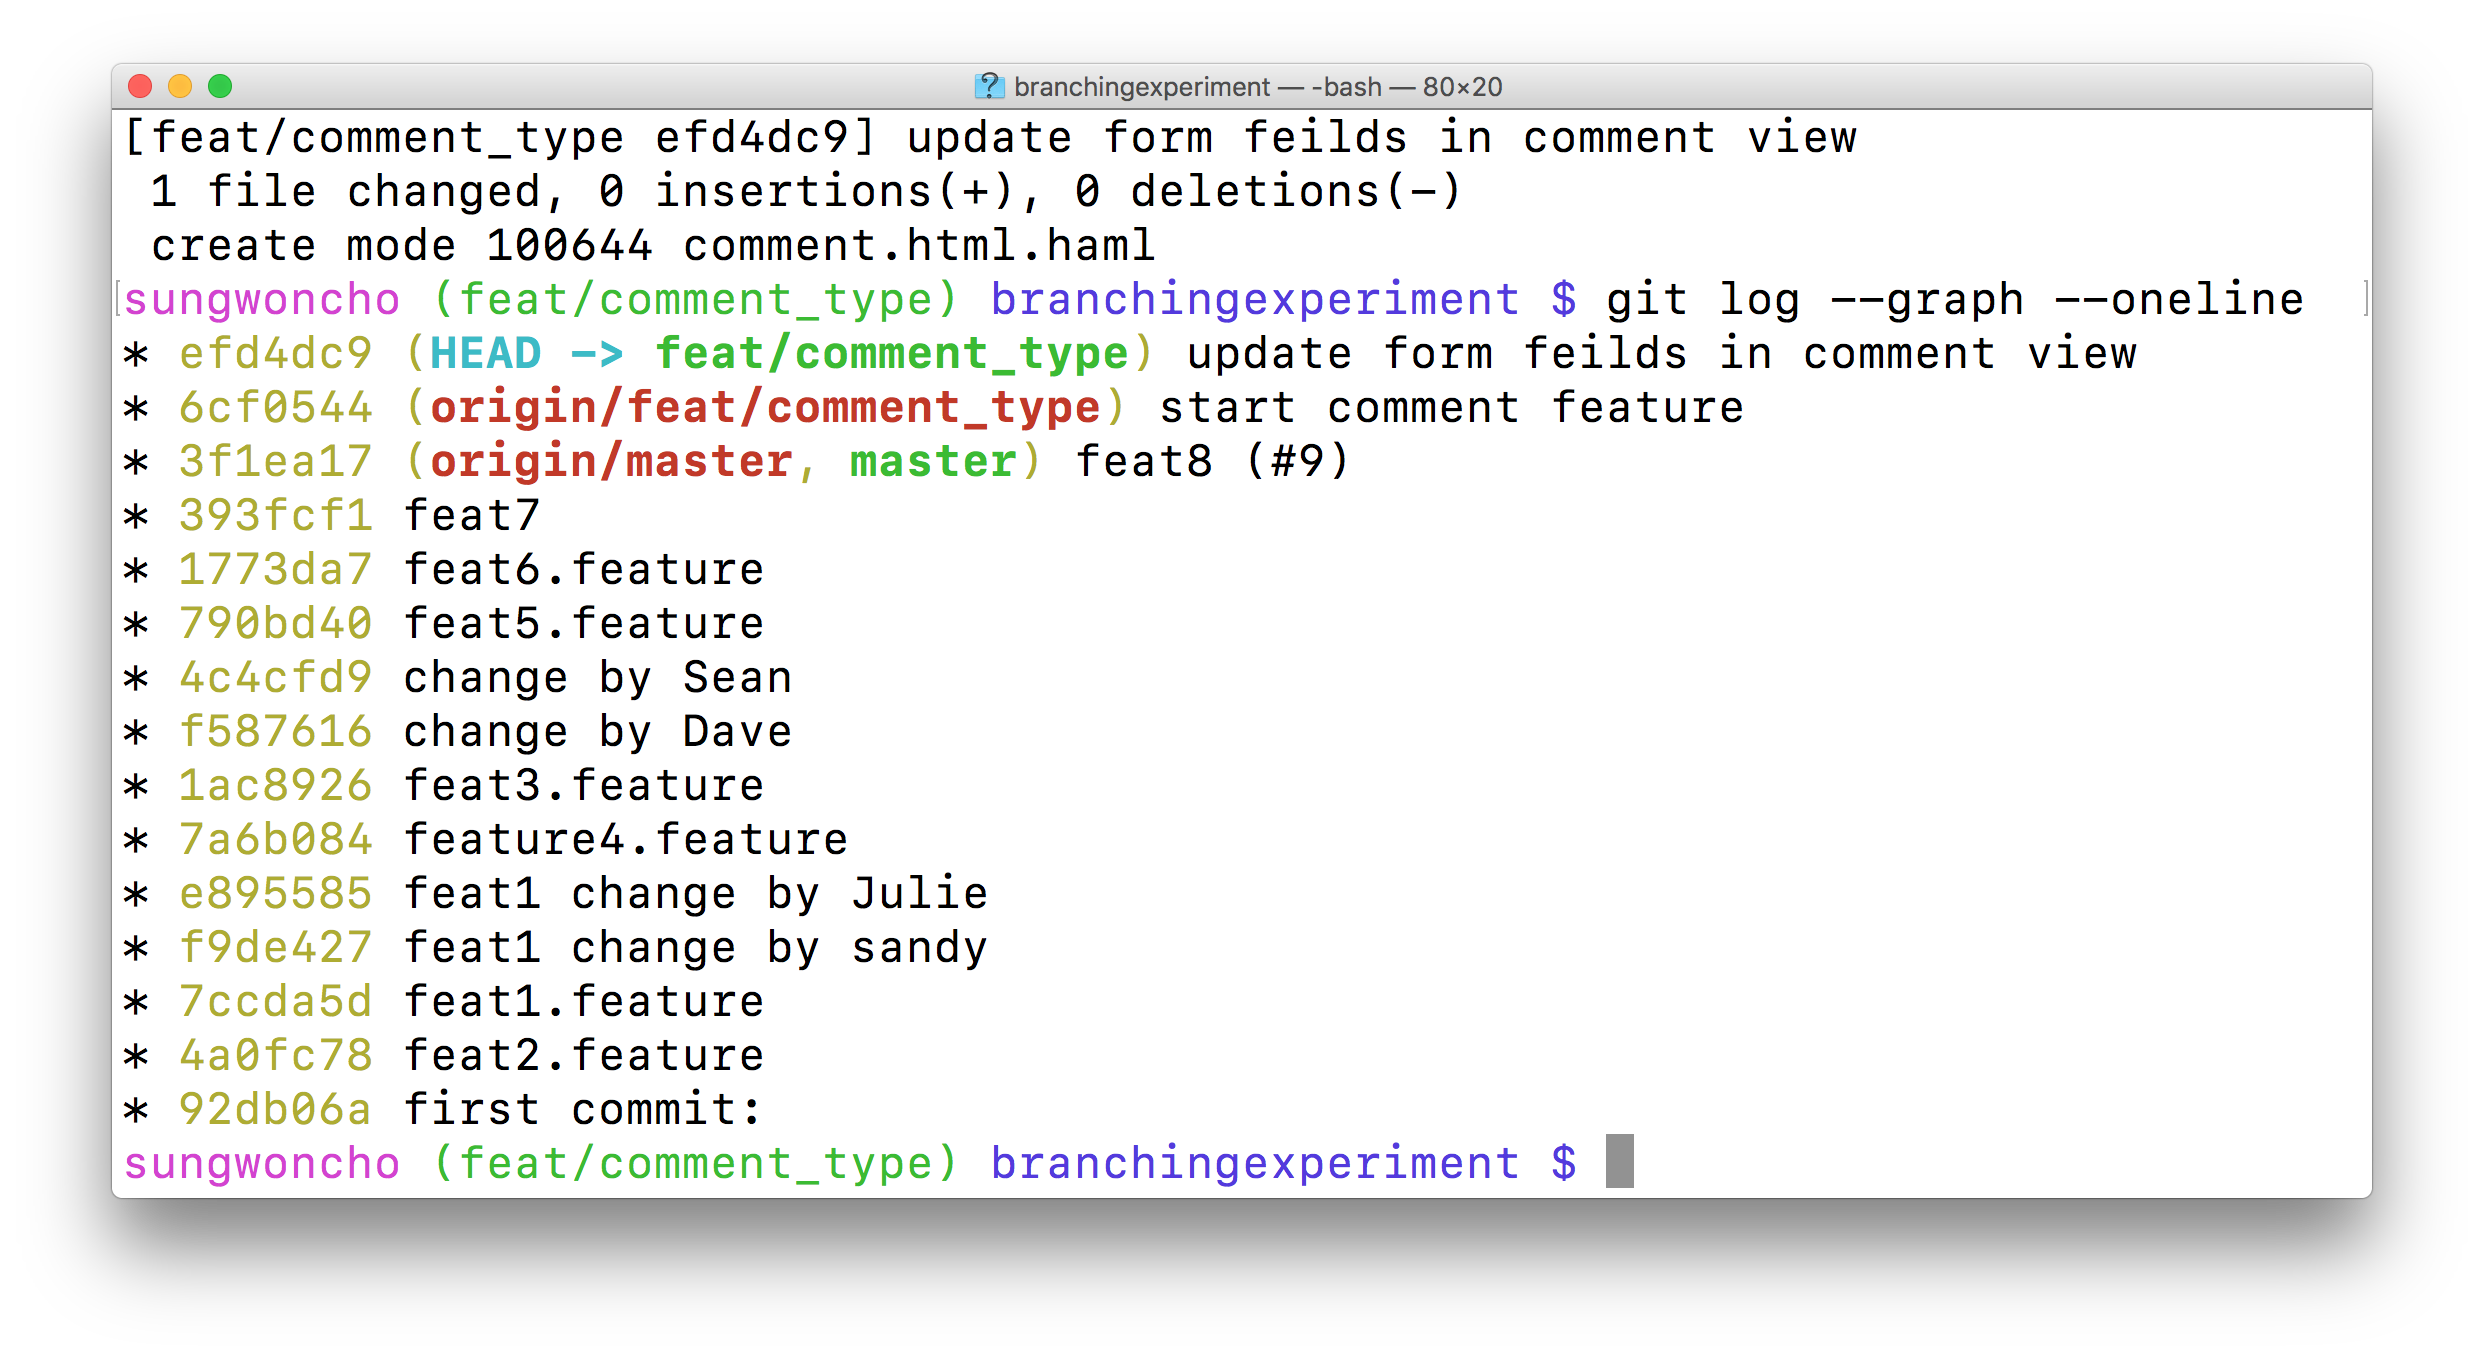 branchingexperiment — -bash — 80×20
[feat/comment_type efd4dc9] update form feilds in comment view
1 file changed, 0 insertions(+), 0 deletions(-)
create mode 100644 comment.html.haml
[sungwoncho (feat/comment_type) branchingexperiment $ git log --graph --oneline ]
* efd4dc9 (HEAD -> feat/comment_type) update form feilds in comment view
* 6cf0544 (origin/feat/comment_type) start comment feature
* 3f1ea17 (origin/master, master) feat8 (#9)
* 393fcf1 feat7
* 1773da7 feat6.feature
* 790bd40 feat5.feature
* 4c4cfd9 change by Sean
* f587616 change by Dave
* 1ac8926 feat3.feature
* 7a6b084 feature4.feature
* e895585 feat1 change by Julie
* f9de427 feat1 change by sandy
* 7ccda5d feat1.feature
* 4a0fc78 feat2.feature
* 92db06a first commit:
sungwoncho (feat/comment_type) branchingexperiment $